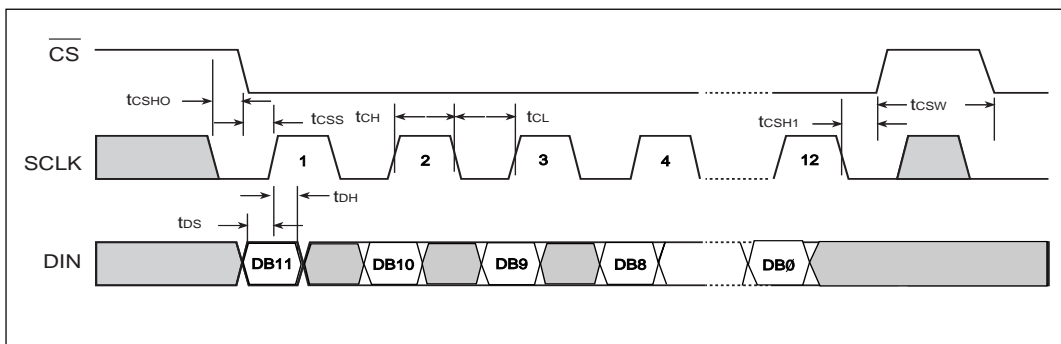 CS
tCSHO
tCSS
tCH
tCL
tCSH1
tCSW
SCLK
1
2
3
4
12
tDH
tDS
DIN
DB11
DB10
DB9
DB8
DBØ